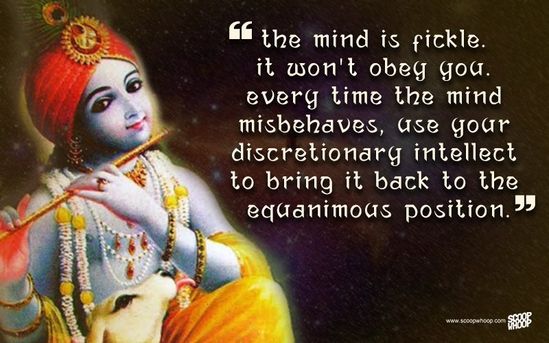 “the mind is fickle.
it won't obey you.
every time the mind
misbehaves, use your
discretionary intellect
to bring it back to the
equanimous position.”
www.scoopwhoop.com SCOOP
WHOOP